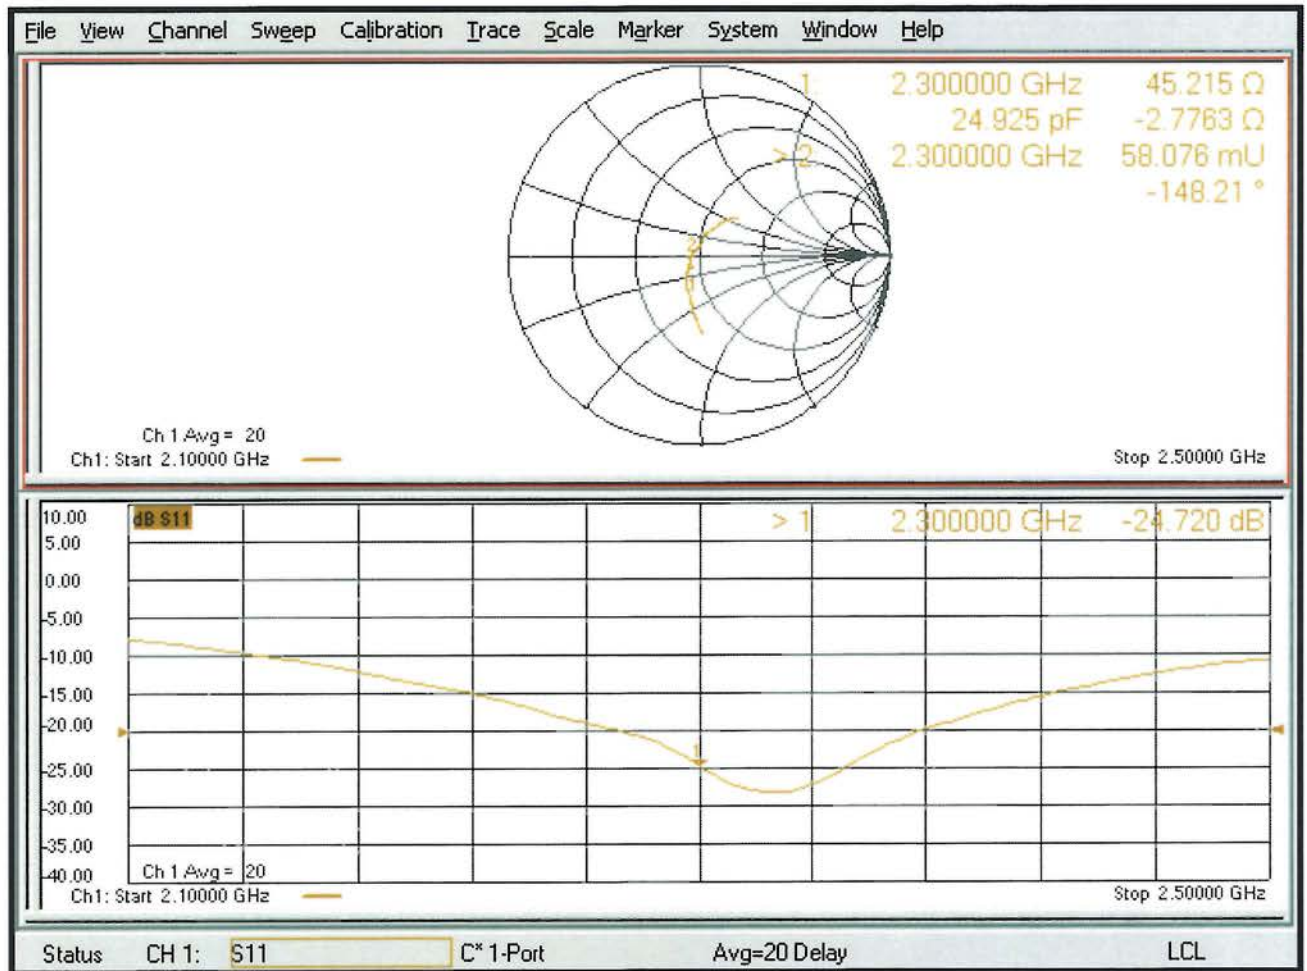 File View Channel Sweep Calibration Trace Scale Marker System Window Help
1: 2.300000 GHz 45.215 Ω
24.925 pF -2.7763 Ω
> 2: 2.300000 GHz 58.076 mU
-148.21 °
2
1
Ch 1 Avg = 20
Ch1: Start 2.10000 GHz
Stop 2.50000 GHz
10.00 dB S11 > 1: 2.300000 GHz -24.720 dB
5.00
0.00
-5.00
-10.00
-15.00
-20.00
1
-25.00
-30.00
-35.00
-40.00 Ch 1 Avg = 20
Ch1: Start 2.10000 GHz
Stop 2.50000 GHz
Status CH 1: S11 C* 1-Port Avg=20 Delay LCL